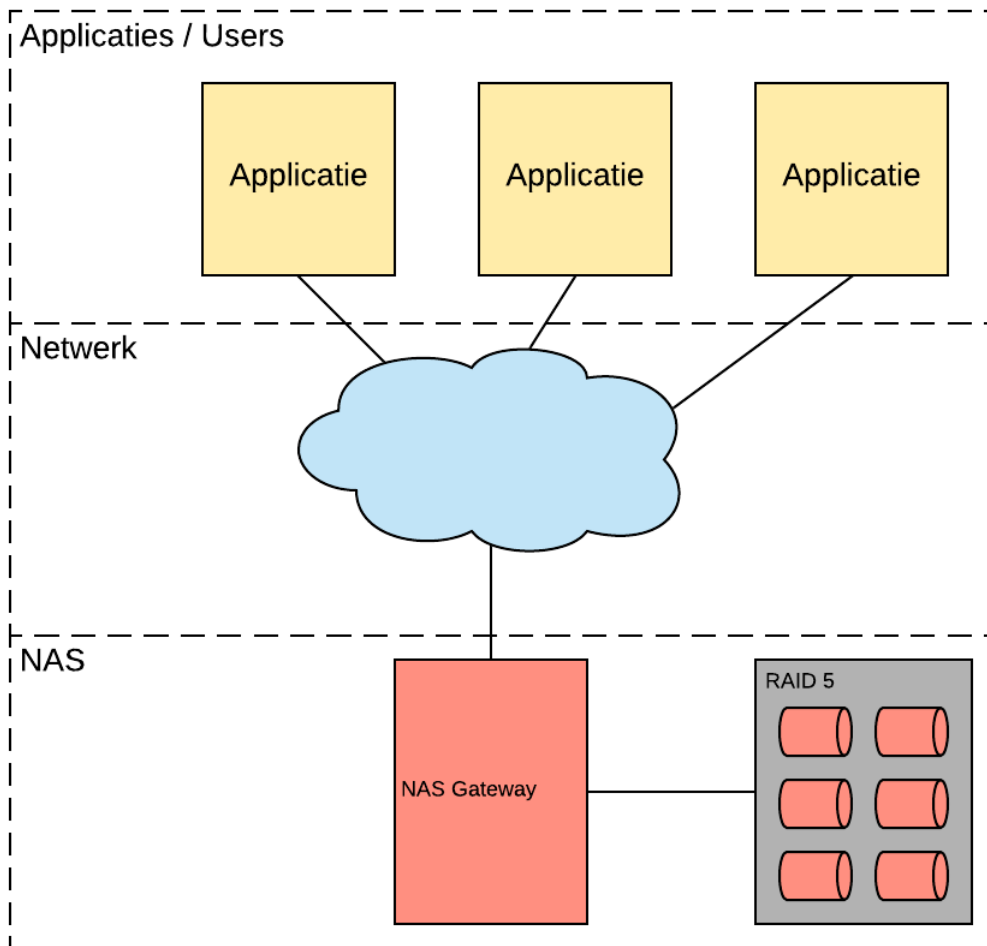 Applicaties / Users
Applicatie
Applicatie
Applicatie
Netwerk
NAS
NAS Gateway
RAID 5